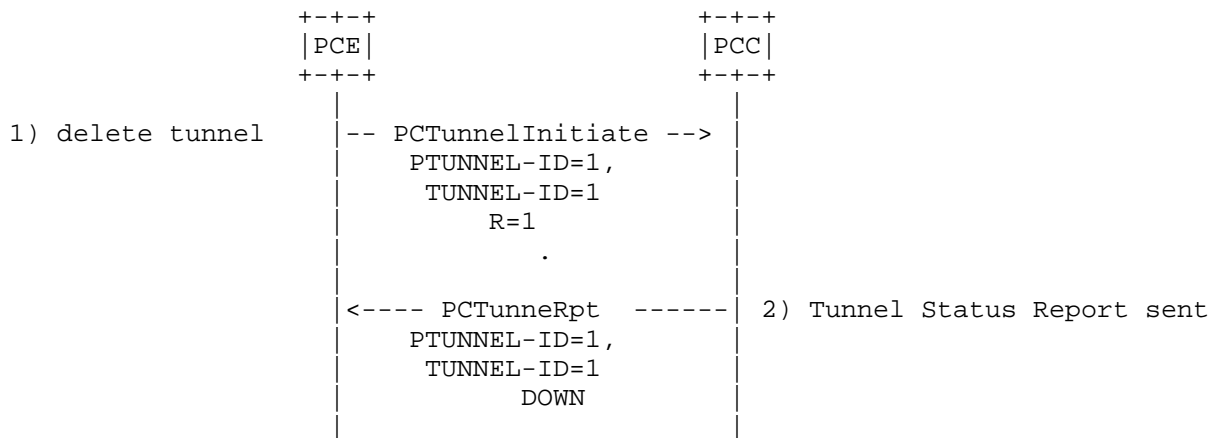 +-+-+ +-+-+
|PCE| |PCC|
+-+-+ +-+-+
1) delete tunnel |-- PCTunnelInitiate --> |
PTUNNEL-ID=1,
TUNNEL-ID=1
R=1
.
|<---- PCTunneRpt ------| 2) Tunnel Status Report sent
PTUNNEL-ID=1,
TUNNEL-ID=1
DOWN